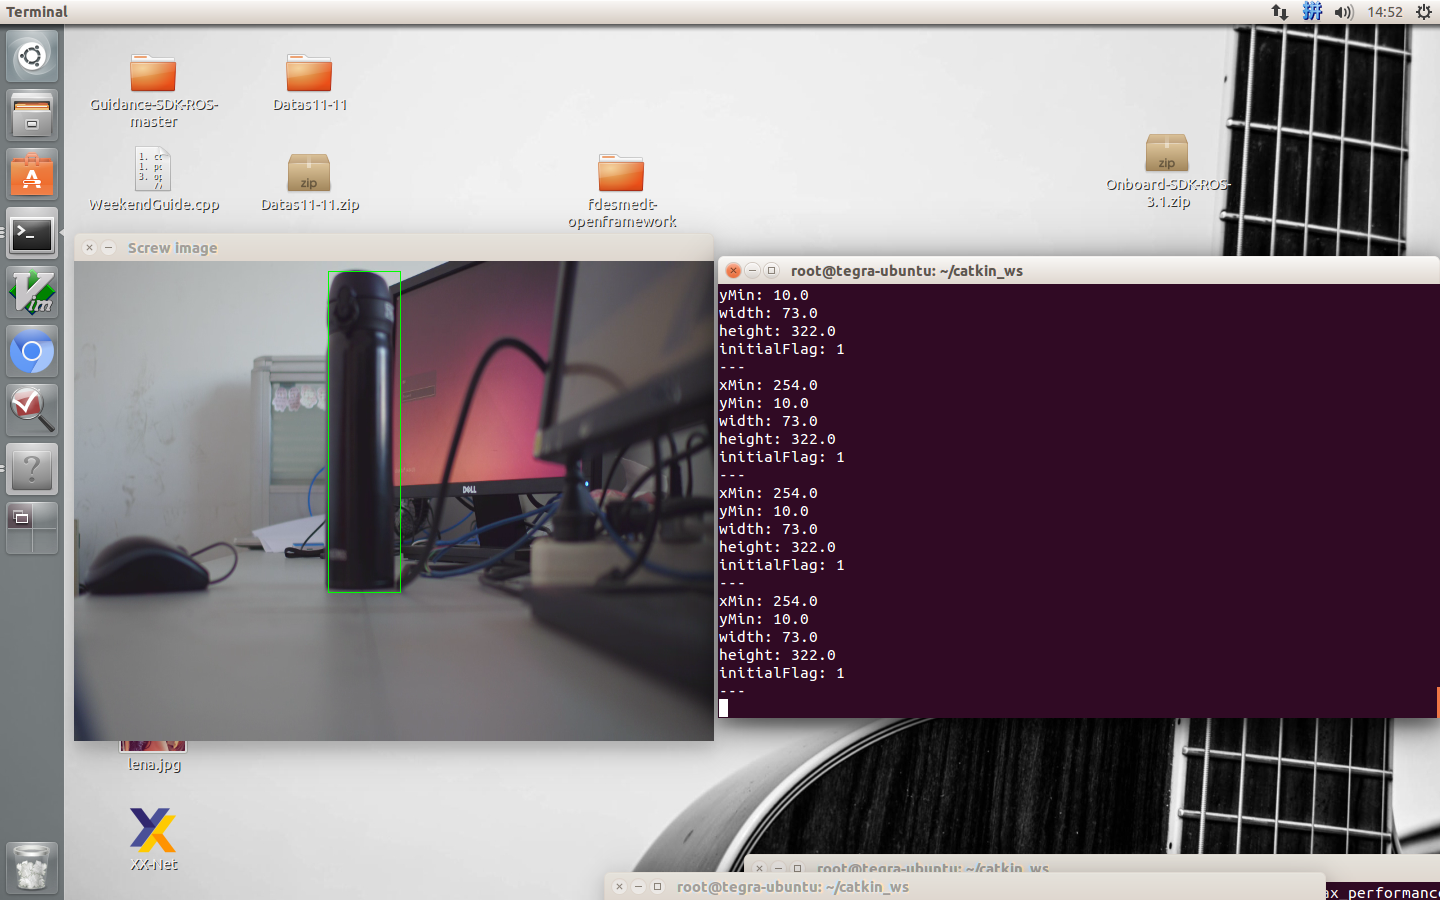 Terminal
拼
14:52
Guidance-SDK-ROS-
master
Datas11-11
WeekendGuide.cpp
zip
Datas11-11.zip
fdesmedt-
openframework
zip
Onboard-SDK-ROS-
3.1.zip
Screw image
DELL
root@tegra-ubuntu: ~/catkin_ws
yMin: 10.0
width: 73.0
height: 322.0
initialFlag: 1
---
xMin: 254.0
yMin: 10.0
width: 73.0
height: 322.0
initialFlag: 1
---
xMin: 254.0
yMin: 10.0
width: 73.0
height: 322.0
initialFlag: 1
---
xMin: 254.0
yMin: 10.0
width: 73.0
height: 322.0
initialFlag: 1
---
lena.jpg
XX-Net
root@tegra-ubuntu: ~/catkin_ws
root@tegra-ubuntu: ~/catkin_ws
ax performanc